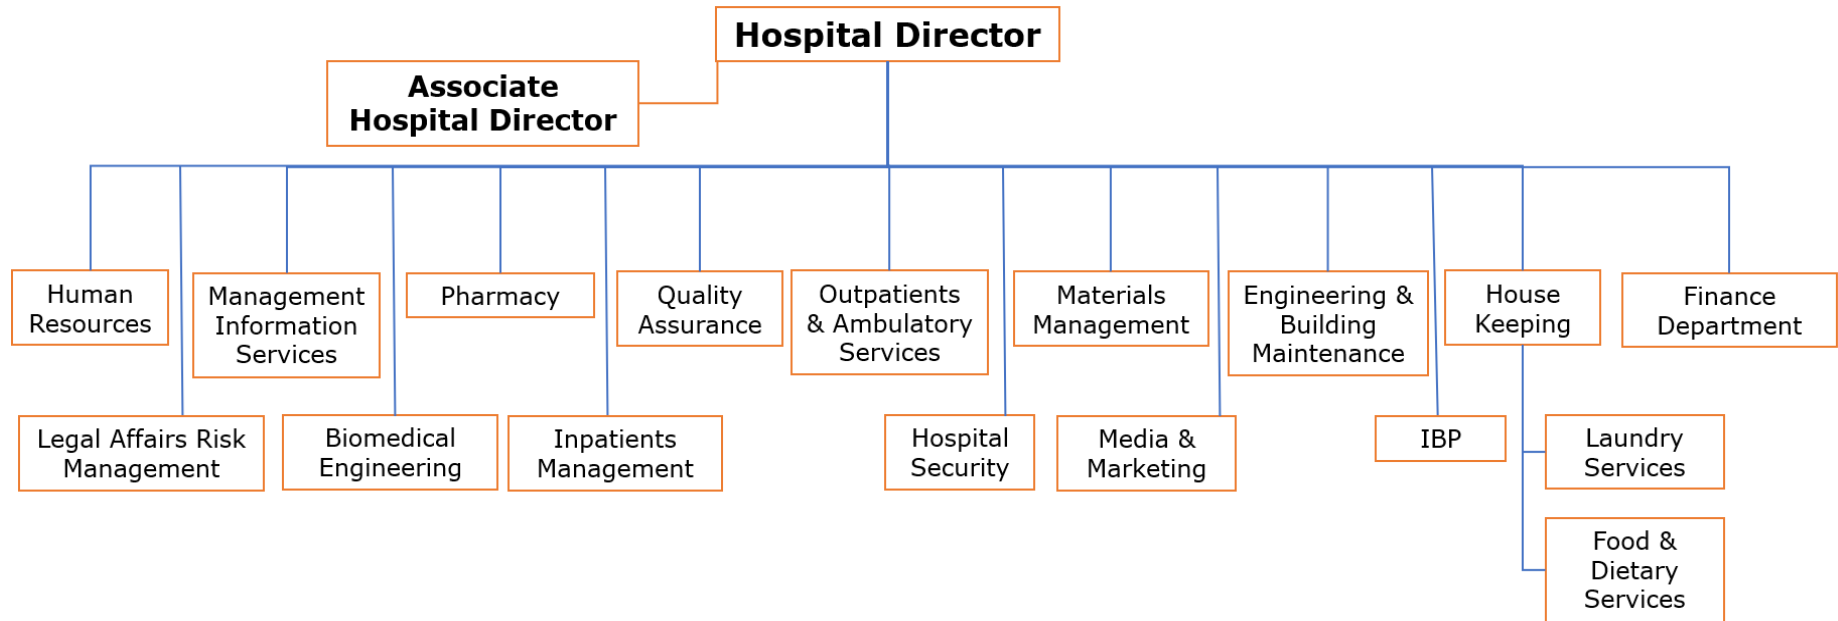 Hospital Director
Associate
Hospital Director
Human
Resources
Management
Information
Services
Pharmacy
Quality
Assurance
Outpatients
& Ambulatory
Services
Materials
Management
Engineering &
Building
Maintenance
House
Keeping
Finance
Department
Legal Affairs Risk
Management
Biomedical
Engineering
Inpatients
Management
Hospital
Security
Media &
Marketing
IBP
Laundry
Services
Food &
Dietary
Services